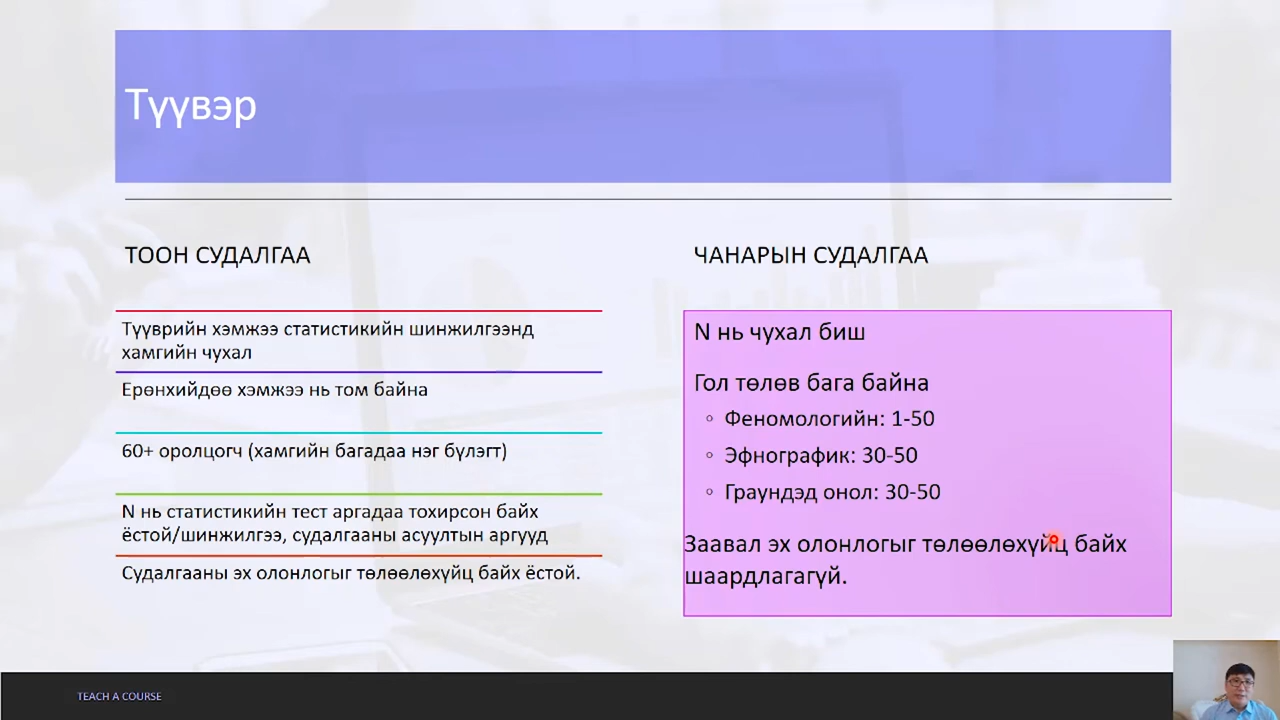 Түүвэр
ТООН СУДАЛГАА
Түүврийн хэмжээ статистикийн шинжилгээнд
хамгийн чухал
Ерөнхийдөө хэмжээ нь том байна
60+ оролцогч (хамгийн багадаа нэг бүлэгт)
N нь статистикийн тест аргадаа тохирсон байх
ёстой/шинжилгээ, судалгааны асуултын аргууд
Судалгааны эх олонлогыг төлөөлөхүйц байх ёстой.
ЧАНАРЫН СУДАЛГАА
N нь чухал биш
Гол төлөв бага байна
◦ Феномологийн: 1-50
◦ Эфнографик: 30-50
◦ Граундэд онол: 30-50
Заавал эх олонлогыг төлөөлөхүйц байх
шаардлагагүй.
TEACH A COURSE